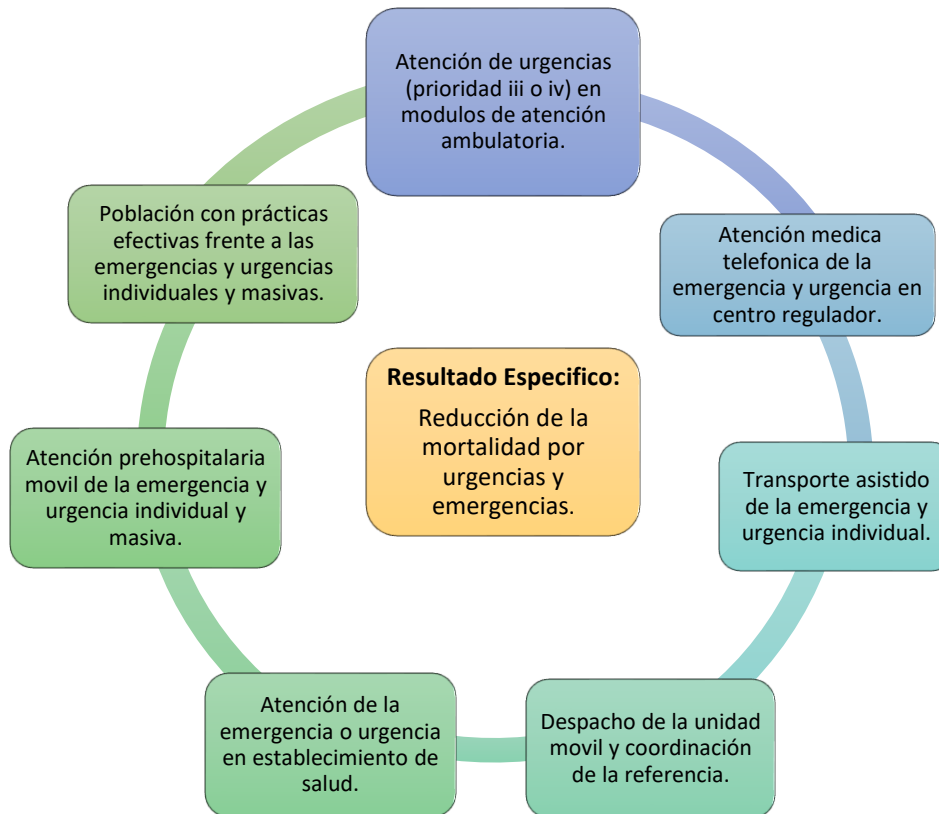 Atención de urgencias
(prioridad iii o iv) en
modulos de atención
ambulatoria.
Atención medica
telefonica de la
emergencia y urgencia en
centro regulador.
Transporte asistido
de la emergencia y
urgencia individual.
Despacho de la unidad
movil y coordinación
de la referencia.
Atención de la
emergencia o urgencia
en establecimiento de
salud.
Atención prehospitalaria
movil de la emergencia y
urgencia individual y
masiva.
Población con prácticas
efectivas frente a las
emergencias y urgencias
individuales y masivas.
Resultado Especifico:
Reducción de la
mortalidad por
urgencias y
emergencias.